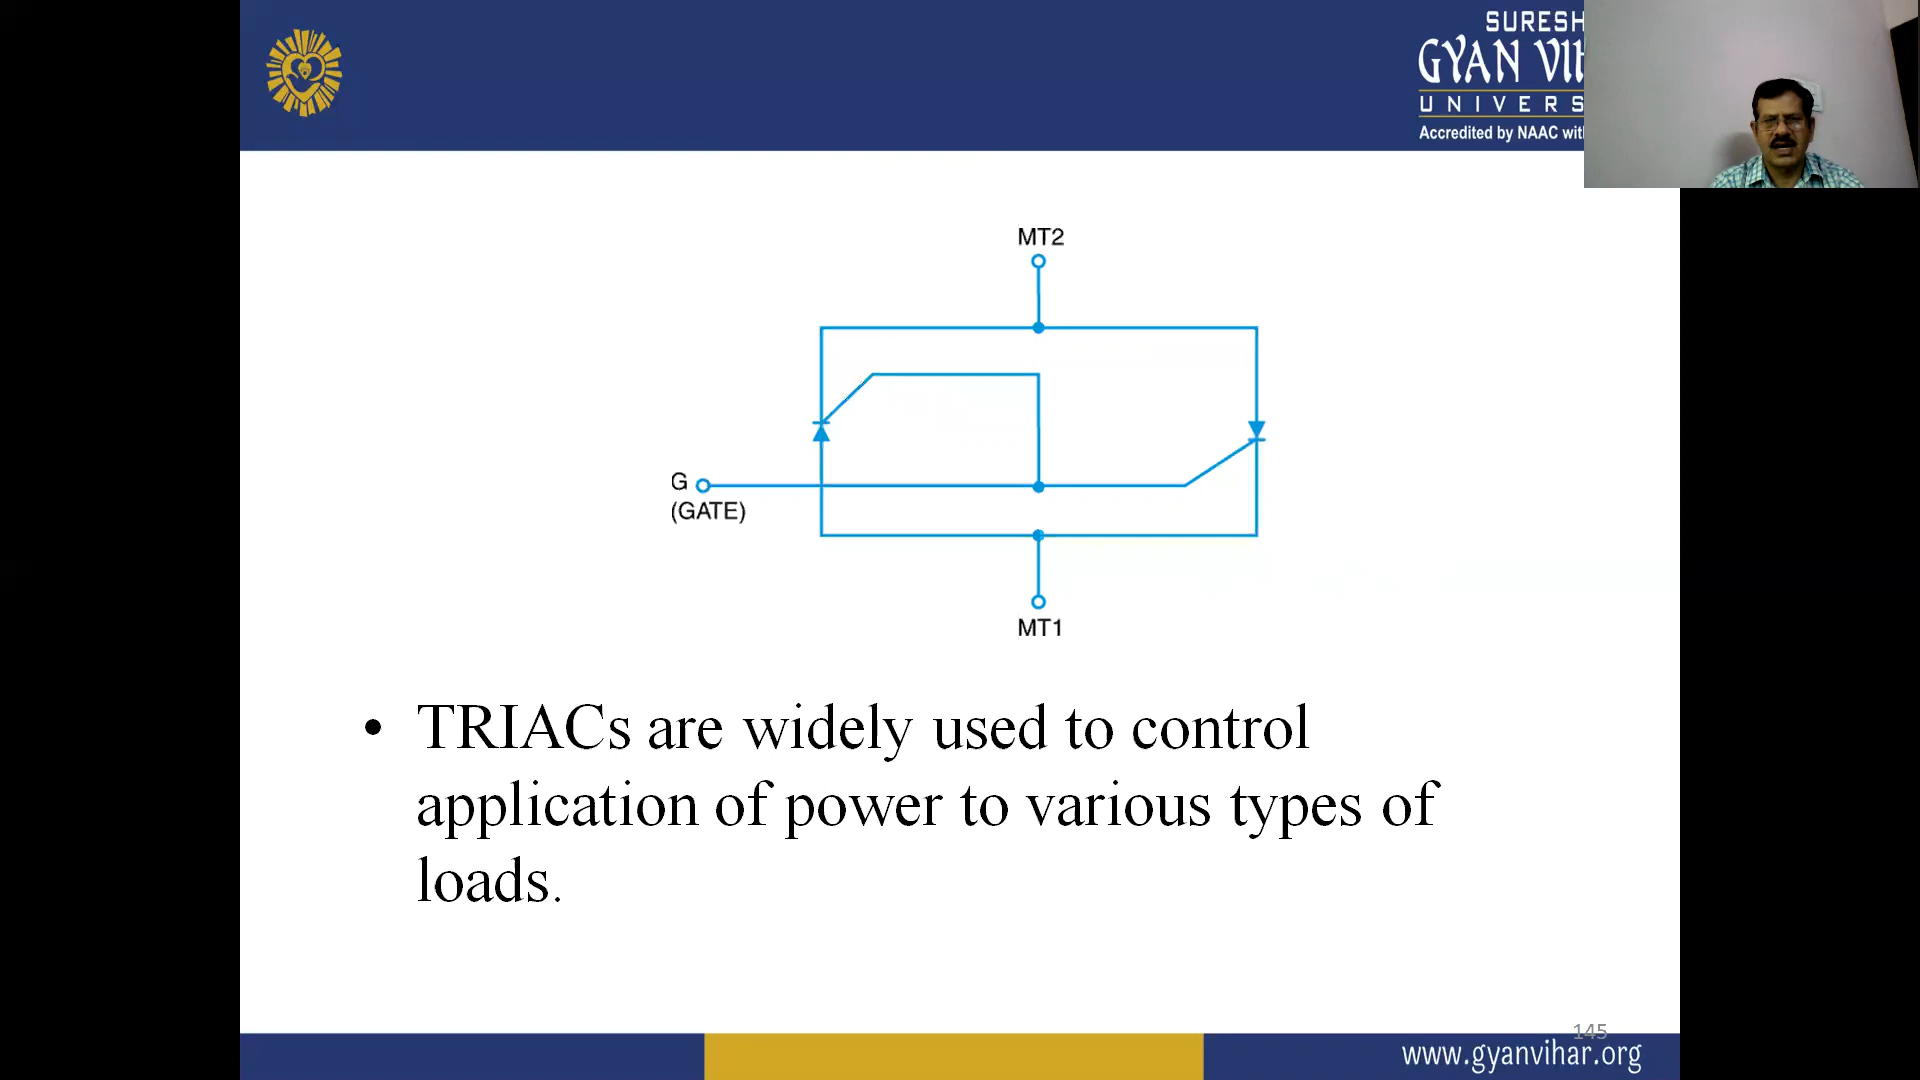 SURESH
GYAN VI
UNIVERS
Accredited by NAAC wit
MT2
G
(GATE)
MT1
• TRIACs are widely used to control
application of power to various types of
loads.
145
www.gyanvihar.org